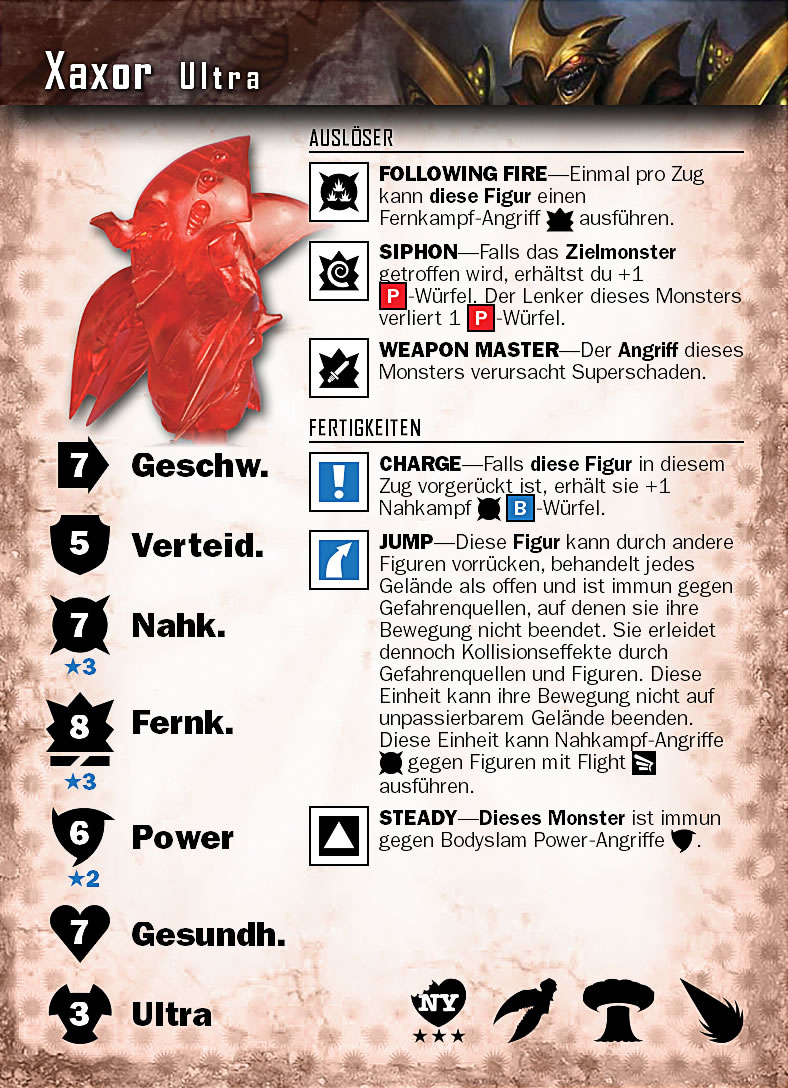 Xaxor Ultra
AUSLÖSER
FOLLOWING FIRE—Einmal pro Zug
kann diese Figur einen
Fernkampf-Angriff ausführen.
SIPHON—Falls das Zielmonster
getroffen wird, erhältst du +1
P-Würfel. Der Lenker dieses Monsters
verliert 1 P-Würfel.
WEAPON MASTER—Der Angriff dieses
Monsters verursacht Superschaden.
FERTIGKEITEN
CHARGE—Falls diese Figur in diesem
Zug vorgerückt ist, erhält sie +1
Nahkampf B-Würfel.
JUMP—Diese Figur kann durch andere
Figuren vorrücken, behandelt jedes
Gelände als offen und ist immun gegen
Gefahrenquellen, auf denen sie ihre
Bewegung nicht beendet. Sie erleidet
dennoch Kollisionseffekte durch
Gefahrenquellen und Figuren. Diese
Einheit kann ihre Bewegung nicht auf
unpassierbarem Gelände beenden.
Diese Einheit kann Nahkampf-Angriffe
gegen Figuren mit Flight
ausführen.
STEADY—Dieses Monster ist immun
gegen Bodyslam Power-Angriffe .
7 Geschw.
5 Verteid.
7 Nahk.
★3
8 Fernk.
★3
6 Power
★2
7 Gesundh.
3 Ultra
NY
★★★